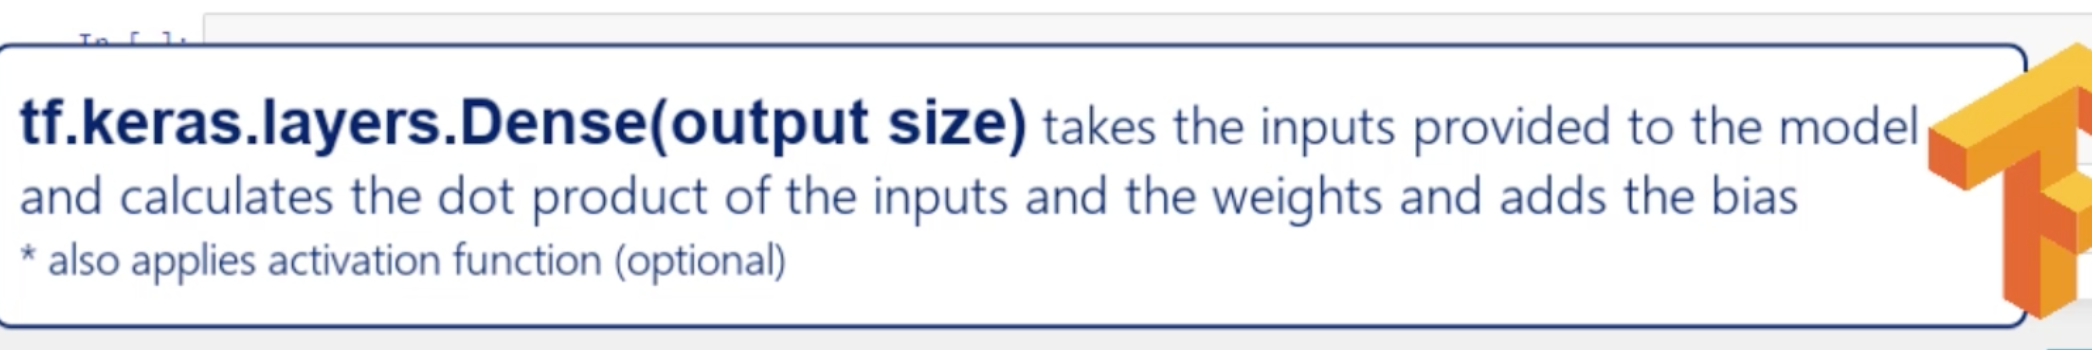 In [ ]:
tf.keras.layers.Dense(output size) takes the inputs provided to the model
and calculates the dot product of the inputs and the weights and adds the bias
* also applies activation function (optional)